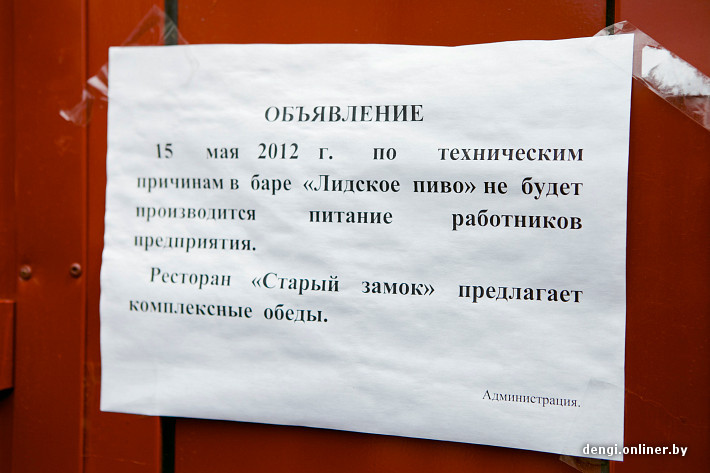 ОБЪЯВЛЕНИЕ
15 мая 2012 г. по техническим
причинам в баре «Лидское пиво» не будет
производится питание работников
предприятия.
Ресторан «Старый замок» предлагает
комплексные обеды.
Администрация.
dengi.onliner.by